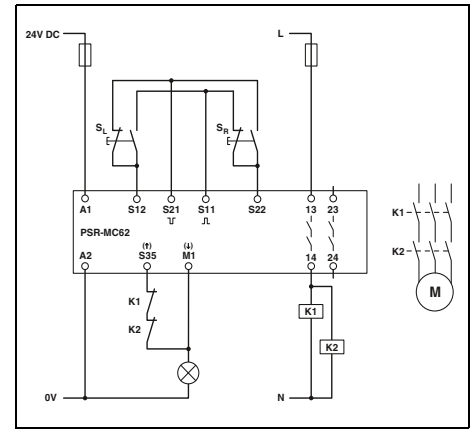 24V DC
L
SL
SR
A1
S12
S21
S11
S22
13
23
PSR-MC62
A2
(↑)
S35
(↓)
M1
14
24
K1
K2
K1
K2
K1
K2
M
0V
N